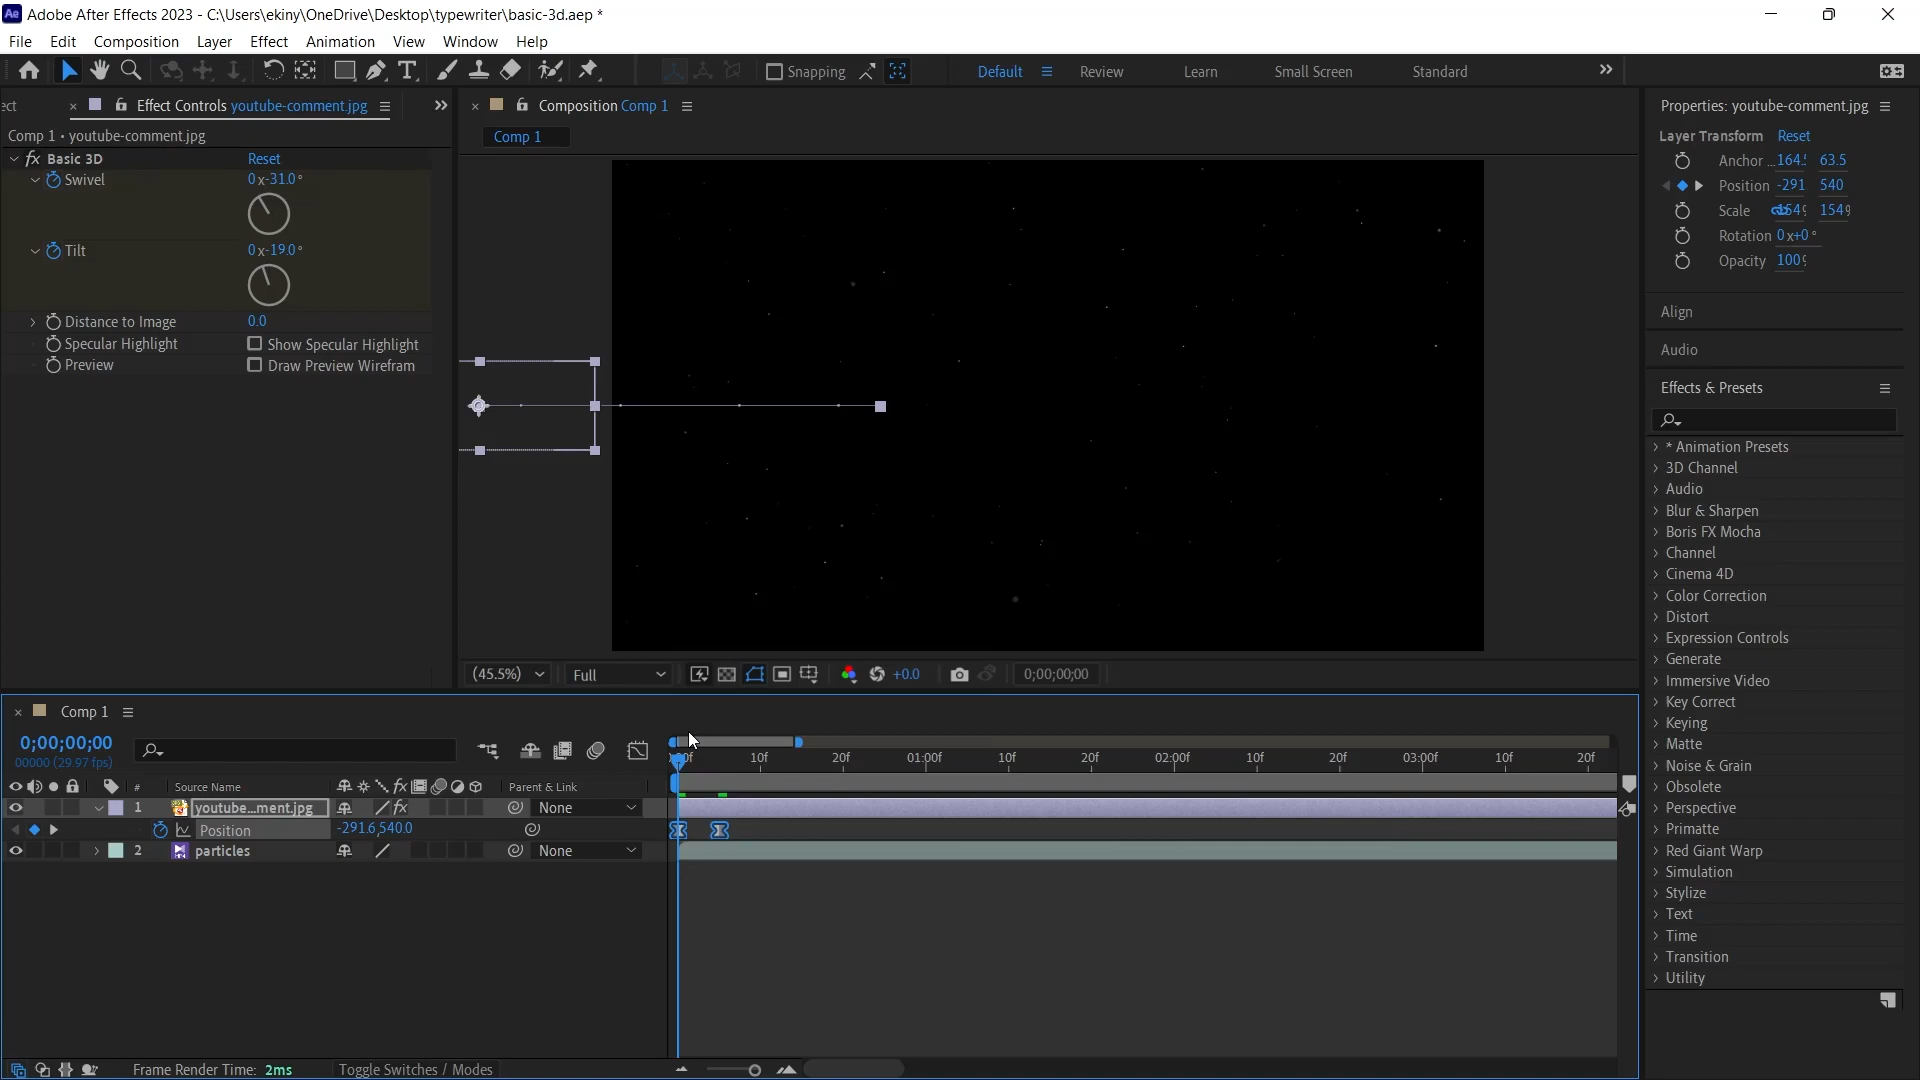 Ae Adobe After Effects 2023 - C:\Users\ekiny\OneDrive\Desktop\typewriter\basic-3d.aep *
File Edit Composition Layer Effect Animation View Window Help
Snapping Default Review Learn Small Screen Standard
ect Effect Controls youtube-comment.jpg
Comp 1 • youtube-comment.jpg
fx Basic 3D Reset
Swivel 0x-31.0°
Tilt 0x-19.0°
Distance to Image 0.0
Specular Highlight Show Specular Highlight
Preview Draw Preview Wirefram
Composition Comp 1
Comp 1
(45.5%) Full +0.0 0;00;00;00
Properties: youtube-comment.jpg
Layer Transform Reset
Anchor ... 164.5 63.5
Position -291 540
Scale 154 154
Rotation 0x+0°
Opacity 100
Align
Audio
Effects & Presets
* Animation Presets
3D Channel
Audio
Blur & Sharpen
Boris FX Mocha
Channel
Cinema 4D
Color Correction
Distort
Expression Controls
Generate
Immersive Video
Key Correct
Keying
Matte
Noise & Grain
Obsolete
Perspective
Primatte
Red Giant Warp
Simulation
Stylize
Text
Time
Transition
Utility
Comp 1
0;00;00;00
00000 (29.97 fps)
10f 20f 01:00f 10f 20f 02:00f 10f 20f 03:00f 10f 20f
# Source Name fx Parent & Link
1 youtube...ment.jpg fx None
Position -291.6,540.0
2 particles None
Frame Render Time: 2ms Toggle Switches / Modes